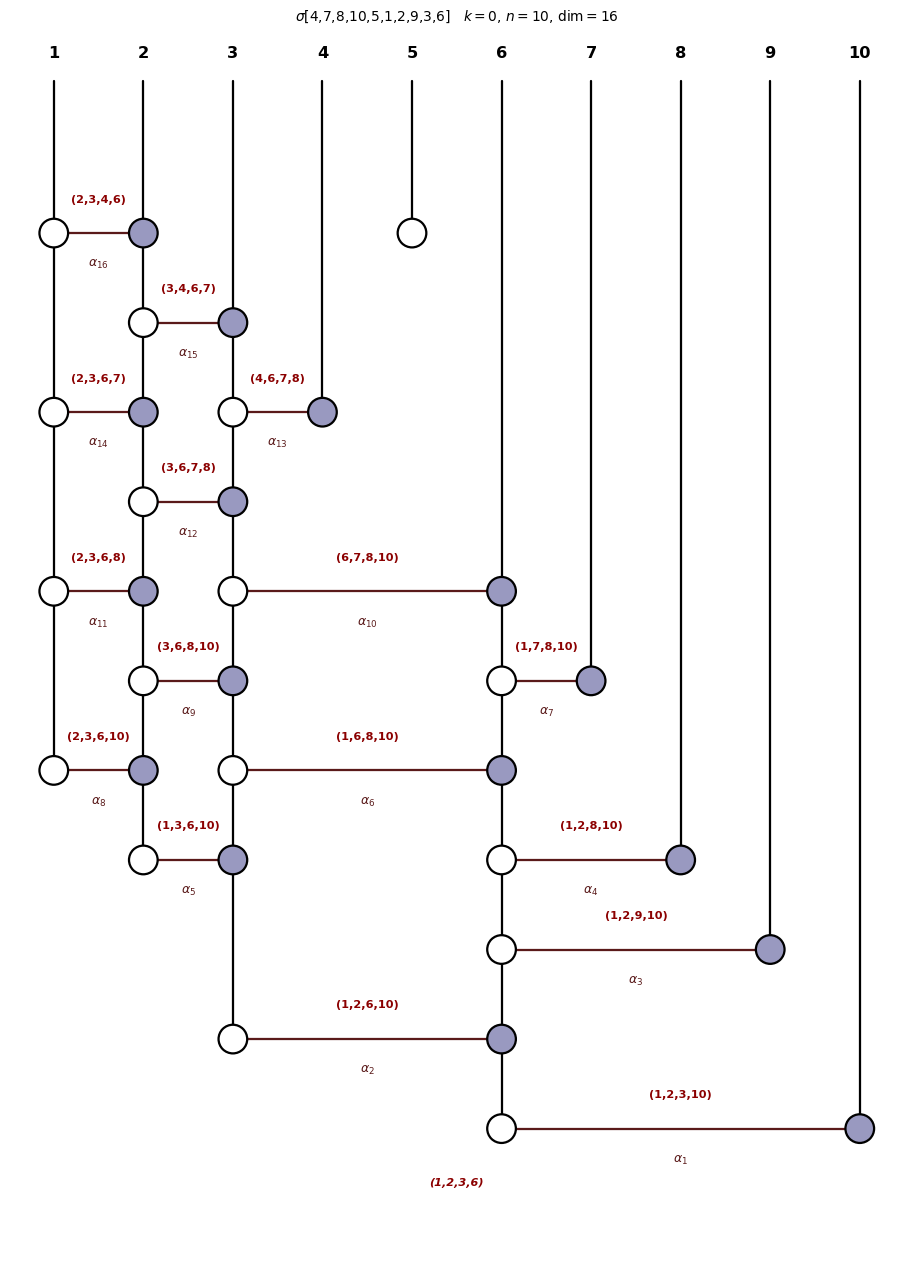 σ[4,7,8,10,5,1,2,9,3,6] k=0, n=10, dim=16
1 2 3 4 5 6 7 8 9 10
(2,3,4,6)
α₁₆
(3,4,6,7)
α₁₅
(2,3,6,7) (4,6,7,8)
α₁₄ α₁₃
(3,6,7,8)
α₁₂
(2,3,6,8) (6,7,8,10)
α₁₁ α₁₀
(3,6,8,10) (1,7,8,10)
α₉ α₇
(2,3,6,10) (1,6,8,10)
α₈ α₆
(1,3,6,10) (1,2,8,10)
α₅ α₄
(1,2,9,10)
α₃
(1,2,6,10)
α₂
(1,2,3,10)
α₁
(1,2,3,6)